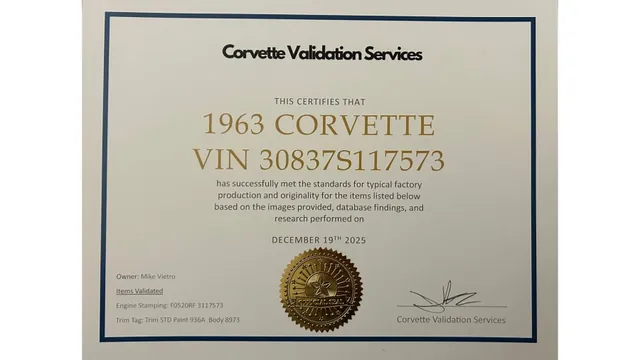 Corvette Validation Services
THIS CERTIFIES THAT
1963 CORVETTE
VIN 30837S117573
has successfully met the standards for typical factory
production and originality for the items listed below
based on the images provided, database findings, and
research performed on
DECEMBER 19TH 2025
Owner: Mike Vietro
Items Validated
Engine Stamping: F0520RF 3117573
Trim Tag: Trim STD Paint 936A Body 8973
OFFICIAL SEAL
Corvette Validation Services